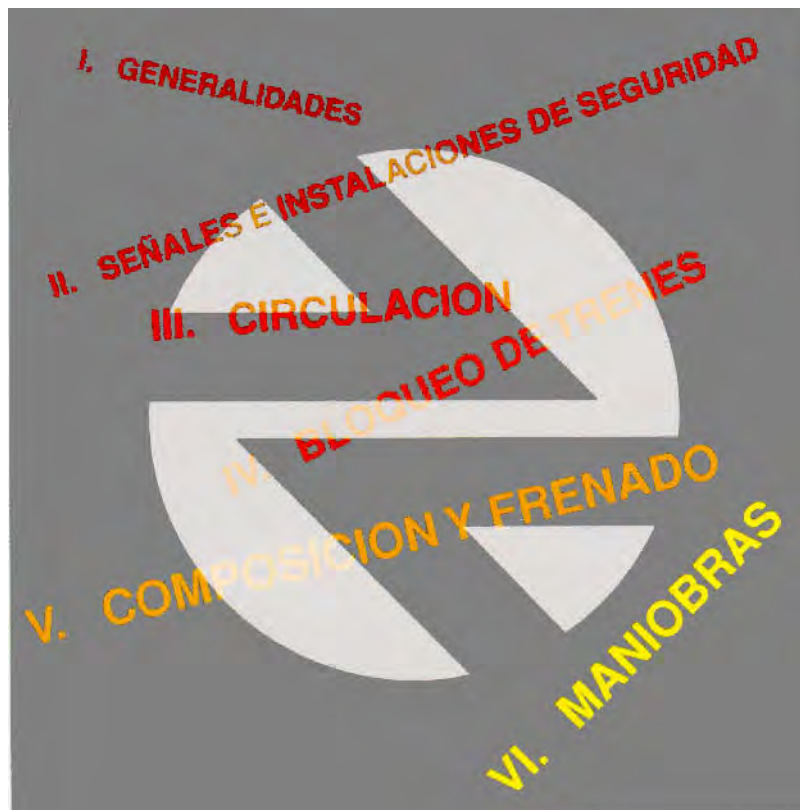 I. GENERALIDADES
II. SEÑALES E INSTALACIONES DE SEGURIDAD
III. CIRCULACION
IV. BLOQUEO DE TRENES
V. COMPOSICION Y FRENADO
VI. MANIOBRAS